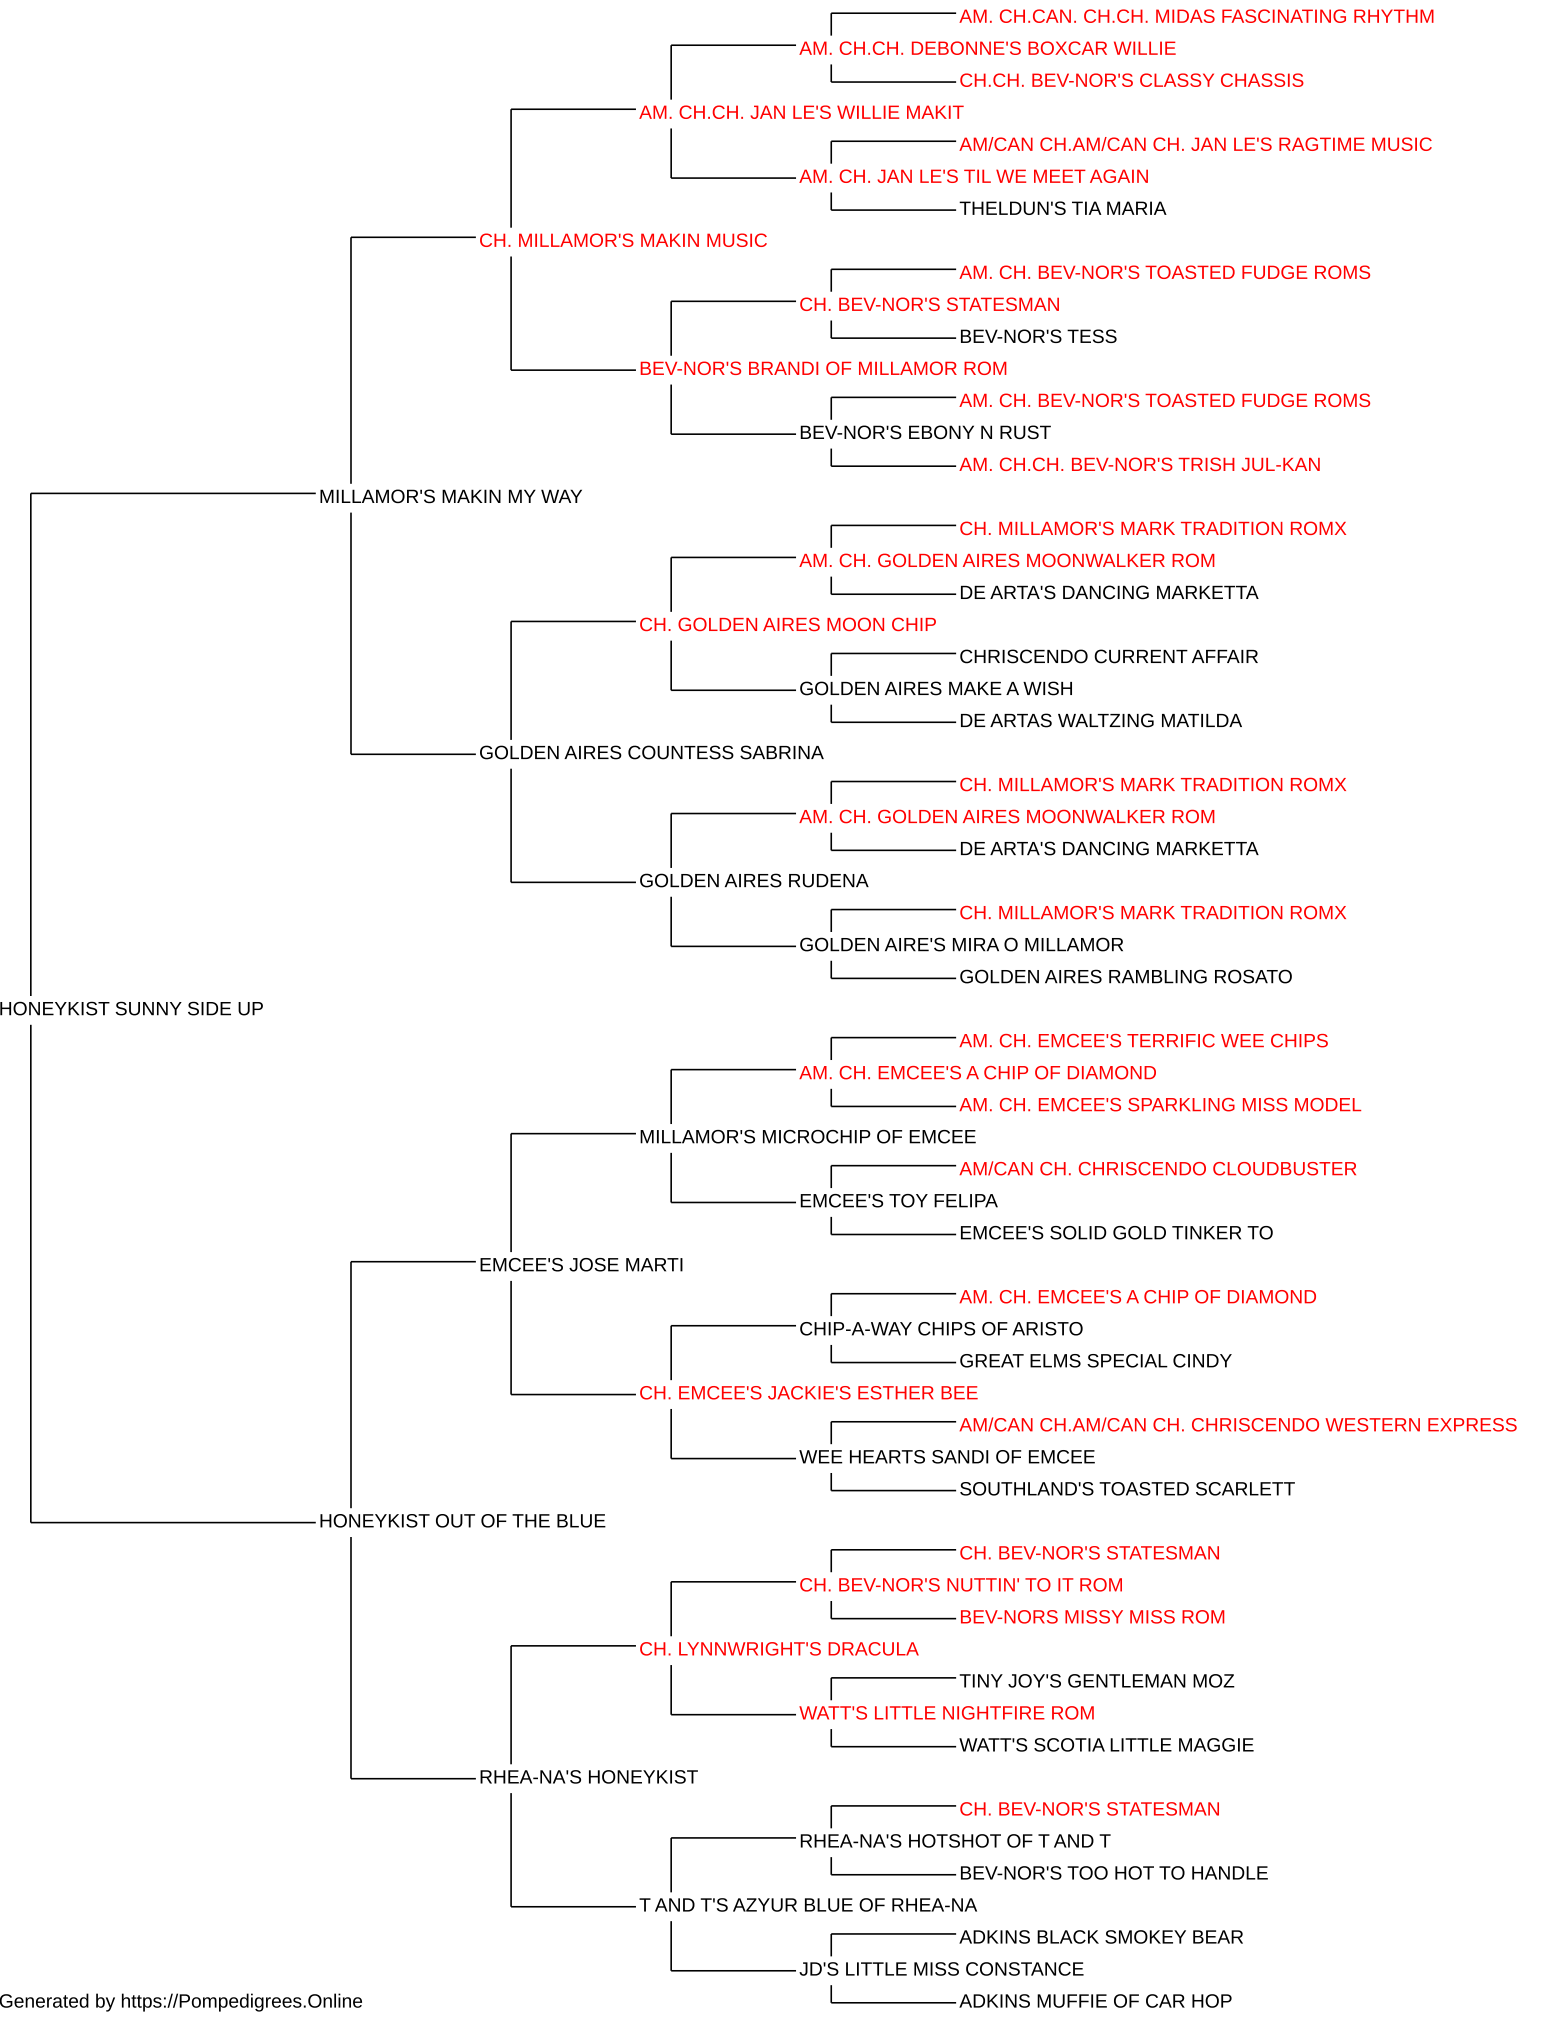 AM. CH.CAN. CH.CH. MIDAS FASCINATING RHYTHM
AM. CH.CH. DEBONNE'S BOXCAR WILLIE
CH.CH. BEV-NOR'S CLASSY CHASSIS
AM. CH.CH. JAN LE'S WILLIE MAKIT
AM/CAN CH.AM/CAN CH. JAN LE'S RAGTIME MUSIC
AM. CH. JAN LE'S TIL WE MEET AGAIN
THELDUN'S TIA MARIA
CH. MILLAMOR'S MAKIN MUSIC
AM. CH. BEV-NOR'S TOASTED FUDGE ROMS
CH. BEV-NOR'S STATESMAN
BEV-NOR'S TESS
BEV-NOR'S BRANDI OF MILLAMOR ROM
AM. CH. BEV-NOR'S TOASTED FUDGE ROMS
BEV-NOR'S EBONY N RUST
AM. CH.CH. BEV-NOR'S TRISH JUL-KAN
MILLAMOR'S MAKIN MY WAY
CH. MILLAMOR'S MARK TRADITION ROMX
AM. CH. GOLDEN AIRES MOONWALKER ROM
DE ARTA'S DANCING MARKETTA
CH. GOLDEN AIRES MOON CHIP
CHRISCENDO CURRENT AFFAIR
GOLDEN AIRES MAKE A WISH
DE ARTAS WALTZING MATILDA
GOLDEN AIRES COUNTESS SABRINA
CH. MILLAMOR'S MARK TRADITION ROMX
AM. CH. GOLDEN AIRES MOONWALKER ROM
DE ARTA'S DANCING MARKETTA
GOLDEN AIRES RUDENA
CH. MILLAMOR'S MARK TRADITION ROMX
GOLDEN AIRE'S MIRA O MILLAMOR
GOLDEN AIRES RAMBLING ROSATO
HONEYKIST SUNNY SIDE UP
AM. CH. EMCEE'S TERRIFIC WEE CHIPS
AM. CH. EMCEE'S A CHIP OF DIAMOND
AM. CH. EMCEE'S SPARKLING MISS MODEL
MILLAMOR'S MICROCHIP OF EMCEE
AM/CAN CH. CHRISCENDO CLOUDBUSTER
EMCEE'S TOY FELIPA
EMCEE'S SOLID GOLD TINKER TO
EMCEE'S JOSE MARTI
AM. CH. EMCEE'S A CHIP OF DIAMOND
CHIP-A-WAY CHIPS OF ARISTO
GREAT ELMS SPECIAL CINDY
CH. EMCEE'S JACKIE'S ESTHER BEE
AM/CAN CH.AM/CAN CH. CHRISCENDO WESTERN EXPRESS
WEE HEARTS SANDI OF EMCEE
SOUTHLAND'S TOASTED SCARLETT
HONEYKIST OUT OF THE BLUE
CH. BEV-NOR'S STATESMAN
CH. BEV-NOR'S NUTTIN' TO IT ROM
BEV-NORS MISSY MISS ROM
CH. LYNNWRIGHT'S DRACULA
TINY JOY'S GENTLEMAN MOZ
WATT'S LITTLE NIGHTFIRE ROM
WATT'S SCOTIA LITTLE MAGGIE
RHEA-NA'S HONEYKIST
CH. BEV-NOR'S STATESMAN
RHEA-NA'S HOTSHOT OF T AND T
BEV-NOR'S TOO HOT TO HANDLE
T AND T'S AZYUR BLUE OF RHEA-NA
ADKINS BLACK SMOKEY BEAR
JD'S LITTLE MISS CONSTANCE
ADKINS MUFFIE OF CAR HOP
Generated by https://Pompedigrees.Online